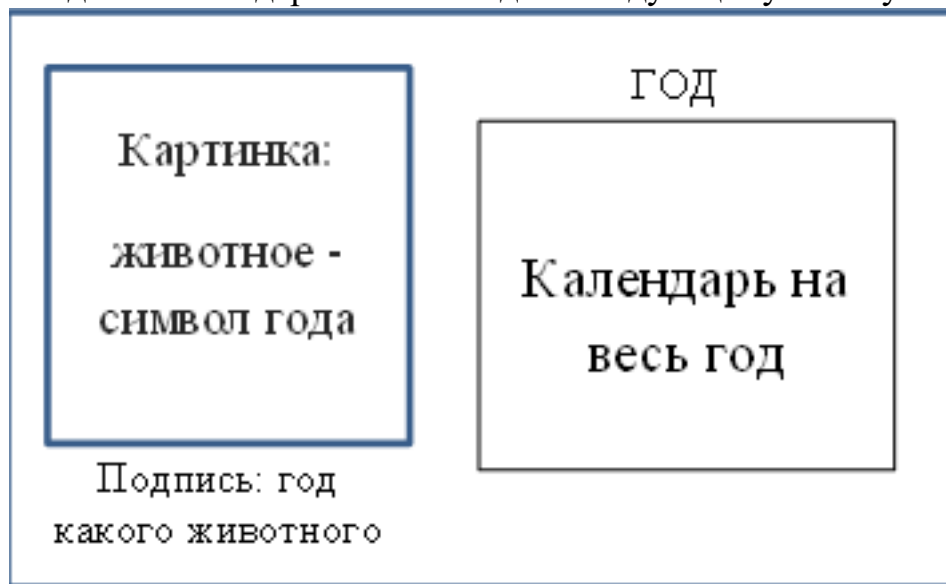 Картинка:
животное -
символ года
Подпись: год
какого животного
ГОД
Календарь на
весь год